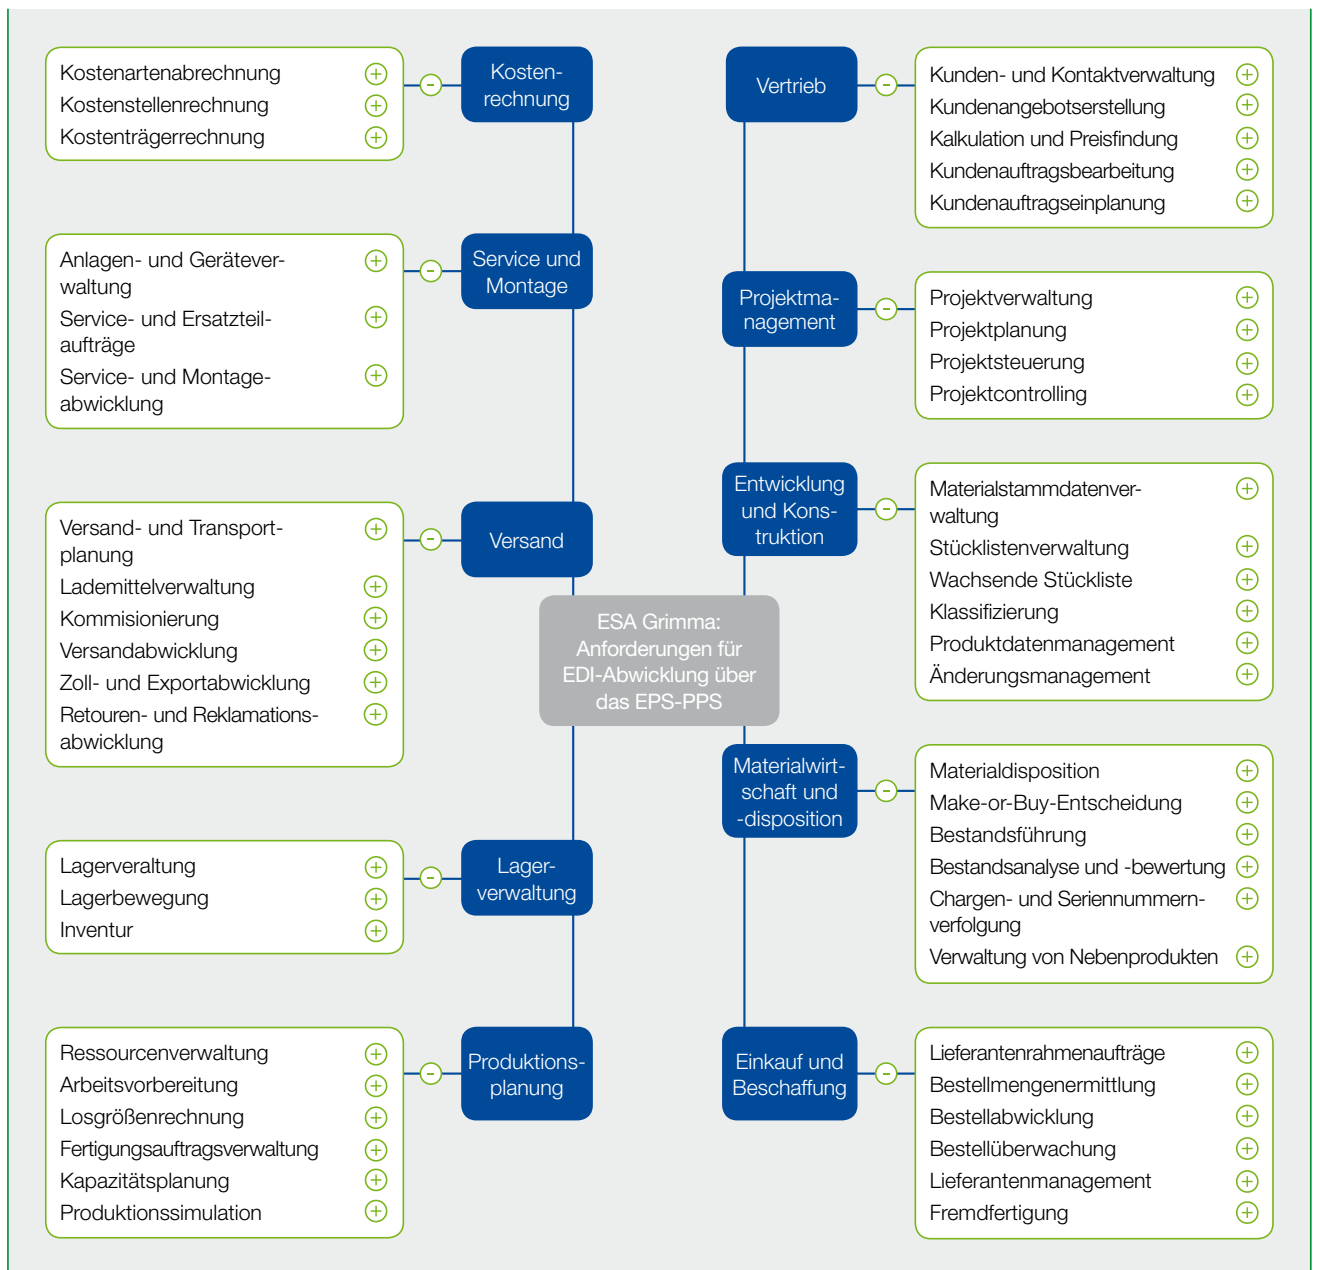 Kosten-
rechnung
Kostenartenabrechnung
Kostenstellenrechnung
Kostenträgerrechnung
Service und
Montage
Anlagen- und Gerätever-
waltung
Service- und Ersatzteil-
aufträge
Service- und Montage-
abwicklung
Versand
Versand- und Transport-
planung
Lademittelverwaltung
Kommisionierung
Versandabwicklung
Zoll- und Exportabwicklung
Retouren- und Reklamations-
abwicklung
Lager-
verwaltung
Lagerveraltung
Lagerbewegung
Inventur
Produktions-
planung
Ressourcenverwaltung
Arbeitsvorbereitung
Losgrößenrechnung
Fertigungsauftragsverwaltung
Kapazitätsplanung
Produktionssimulation
ESA Grimma:
Anforderungen für
EDI-Abwicklung über
das EPS-PPS
Vertrieb
Kunden- und Kontaktverwaltung
Kundenangebotserstellung
Kalkulation und Preisfindung
Kundenauftragsbearbeitung
Kundenauftragseinplanung
Projektma-
nagement
Projektverwaltung
Projektplanung
Projektsteuerung
Projektcontrolling
Entwicklung
und Kons-
truktion
Materialstammdatenver-
waltung
Stücklistenverwaltung
Wachsende Stückliste
Klassifizierung
Produktdatenmanagement
Änderungsmanagement
Materialwirt-
schaft und
-disposition
Materialdisposition
Make-or-Buy-Entscheidung
Bestandsführung
Bestandsanalyse und -bewertung
Chargen- und Seriennummern-
verfolgung
Verwaltung von Nebenprodukten
Einkauf und
Beschaffung
Lieferantenrahmenaufträge
Bestellmengenermittlung
Bestellabwicklung
Bestellüberwachung
Lieferantenmanagement
Fremdfertigung